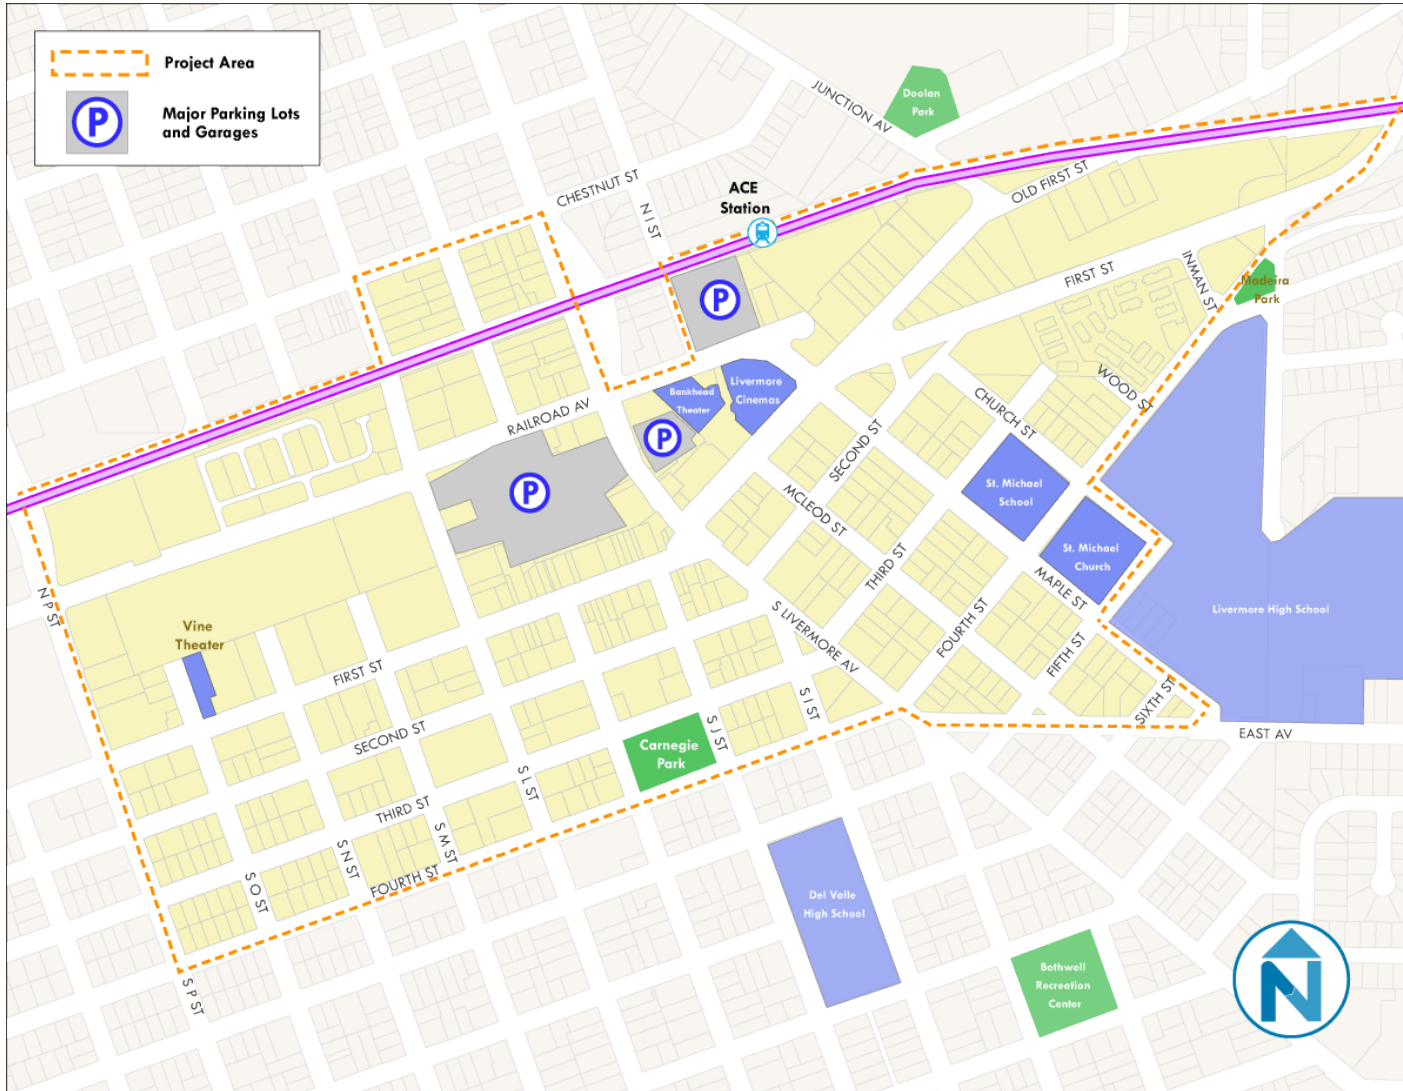 Project Area
P
Major Parking Lots
and Garages
JUNCTION AV
Doolan
Park
CHESTNUT ST
N I ST
ACE
Station
OLD FIRST ST
FIRST ST
INMAN ST
Madeira
Park
P
RAILROAD AV
Bankhead
Theater
Livermore
Cinemas
WOOD ST
CHURCH ST
P
P
SECOND ST
MCLEOD ST
St. Michael
School
St. Michael
Church
THIRD ST
MAPLE ST
N P ST
Vine
Theater
S LIVERMORE AV
FOURTH ST
FIFTH ST
SIXTH ST
Livermore High School
FIRST ST
SECOND ST
S I ST
S J ST
Carnegie
Park
EAST AV
S L ST
THIRD ST
S M ST
S N ST
FOURTH ST
S O ST
S P ST
Del Valle
High School
Bothwell
Recreation
Center
N